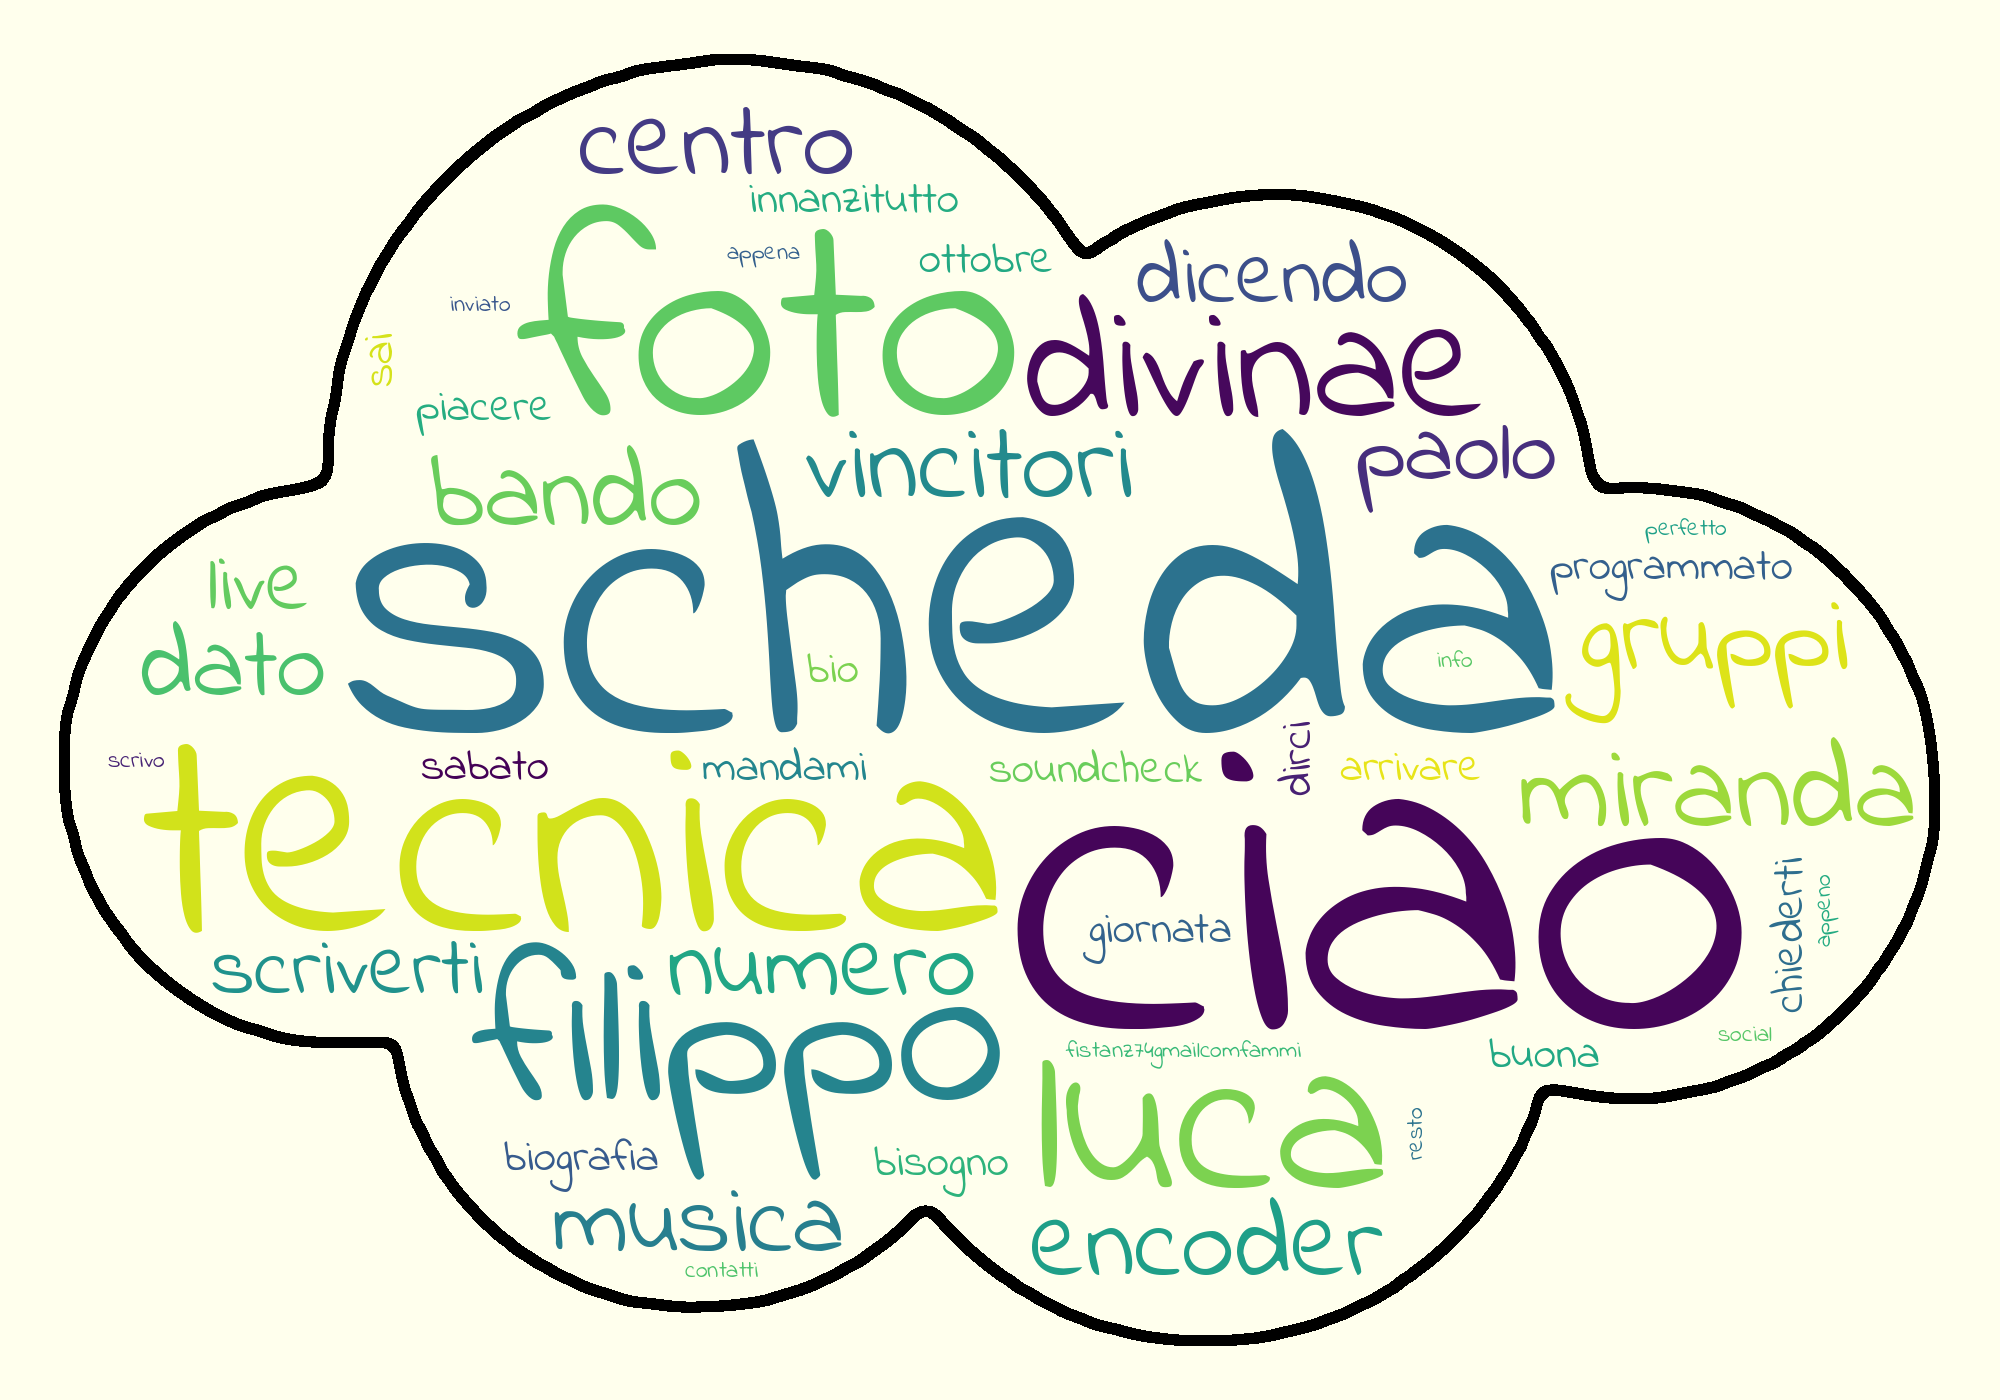 centro
innanzitutto
foto
appena
ottobre
dicendo
inviato
divinae
sai
piacere
vincitori
paolo
bando
scheda
perfetto
live
programmato
dato
bio
info
gruppi
scrivo
tecnica
sabato
mandami
soundcheck
dirci
arrivare
miranda
ciao
giornata
chiederti
appeno
scriverti
filippo
numero
social
fistanz74gmailcomfammi
buona
luca
resto
biografia
bisogno
musica
encoder
contatti